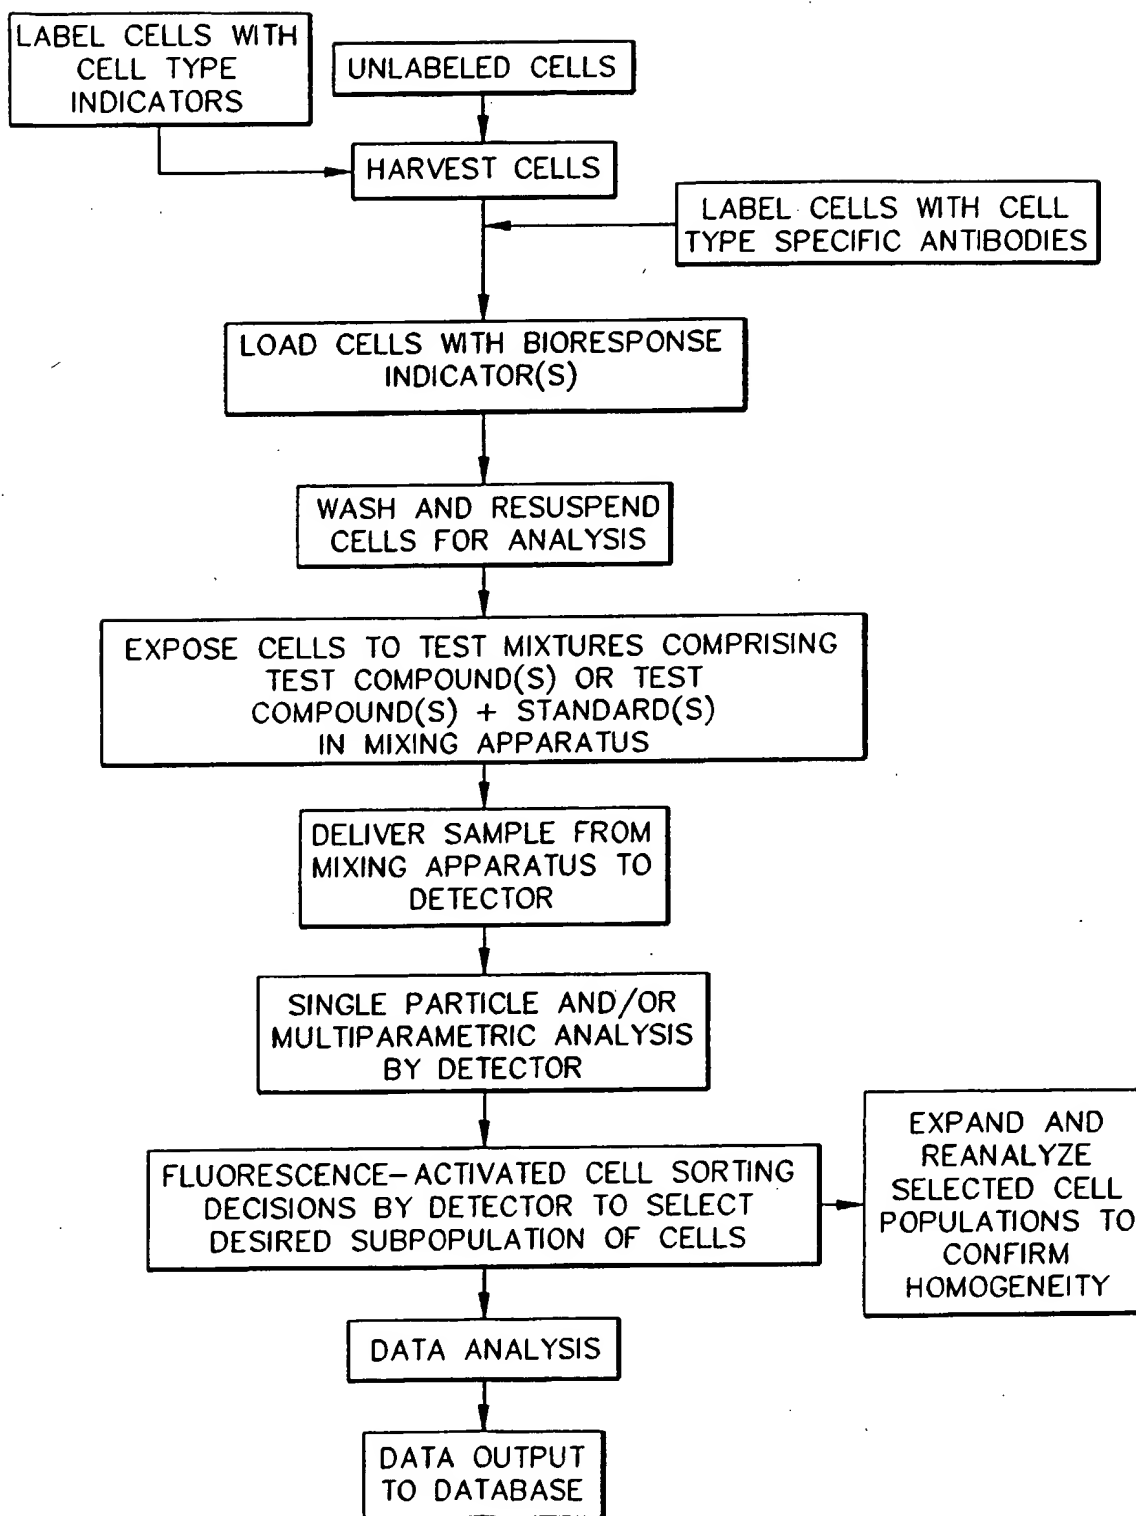 LABEL CELLS WITH
CELL TYPE
INDICATORS
UNLABELED CELLS
HARVEST CELLS
LABEL CELLS WITH CELL
TYPE SPECIFIC ANTIBODIES
LOAD CELLS WITH BIORESPONSE
INDICATOR(S)
WASH AND RESUSPEND
CELLS FOR ANALYSIS
EXPOSE CELLS TO TEST MIXTURES COMPRISING
TEST COMPOUND(S) OR TEST
COMPOUND(S) + STANDARD(S)
IN MIXING APPARATUS
DELIVER SAMPLE FROM
MIXING APPARATUS TO
DETECTOR
SINGLE PARTICLE AND/OR
MULTIPARAMETRIC ANALYSIS
BY DETECTOR
FLUORESCENCE-ACTIVATED CELL SORTING
DECISIONS BY DETECTOR TO SELECT
DESIRED SUBPOPULATION OF CELLS
EXPAND AND
REANALYZE
SELECTED CELL
POPULATIONS TO
CONFIRM
HOMOGENEITY
DATA ANALYSIS
DATA OUTPUT
TO DATABASE